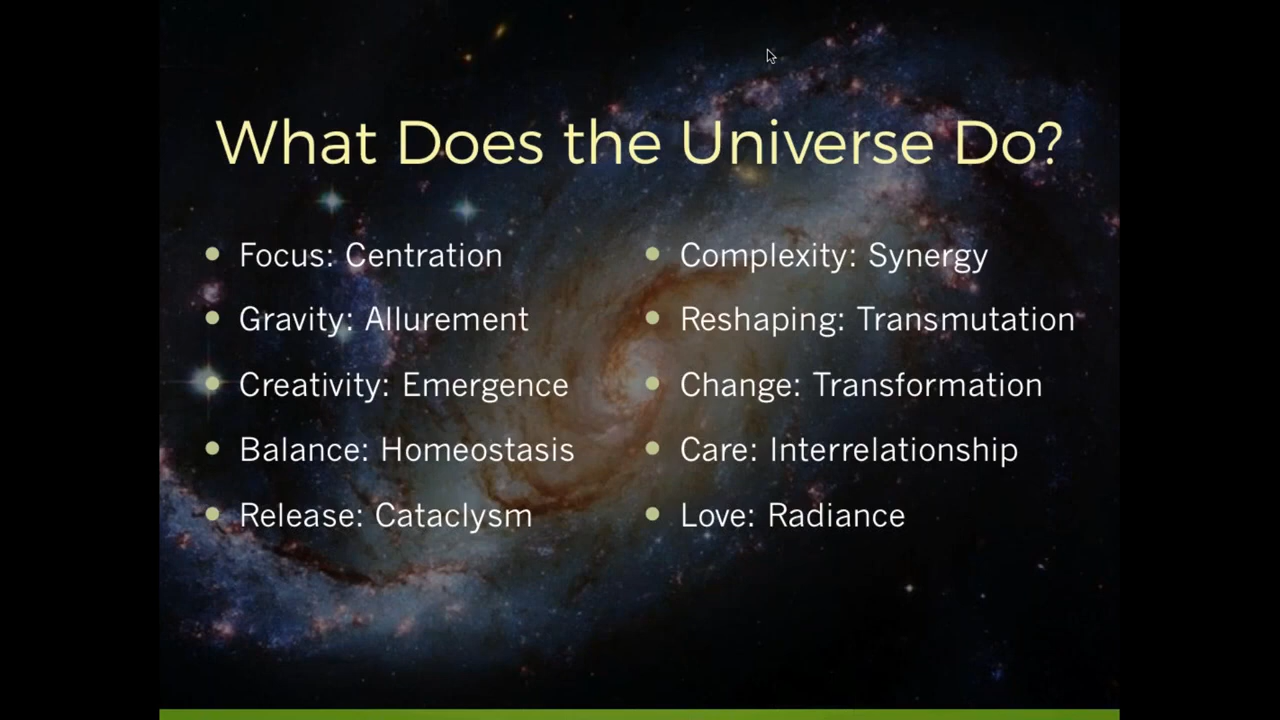 What Does the Universe Do?
Focus: Centration
Gravity: Allurement
Creativity: Emergence
Balance: Homeostasis
Release: Cataclysm
Complexity: Synergy
Reshaping: Transmutation
Change: Transformation
Care: Interrelationship
Love: Radiance